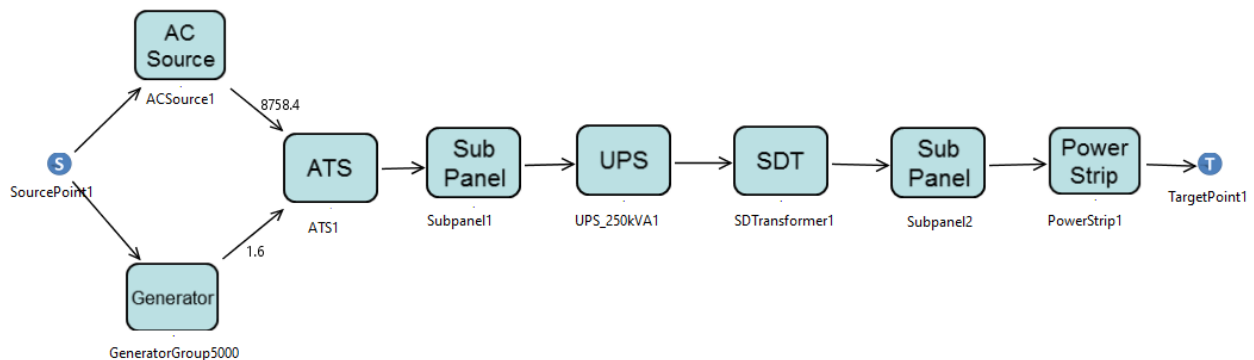 AC
Source
ACSource1
8758.4
S
SourcePoint1
ATS
ATS1
Sub
Panel
Subpanel1
UPS
UPS_250kVA1
SDT
SDTransformer1
Sub
Panel
Subpanel2
Power
Strip
PowerStrip1
T
TargetPoint1
1.6
Generator
GeneratorGroup5000